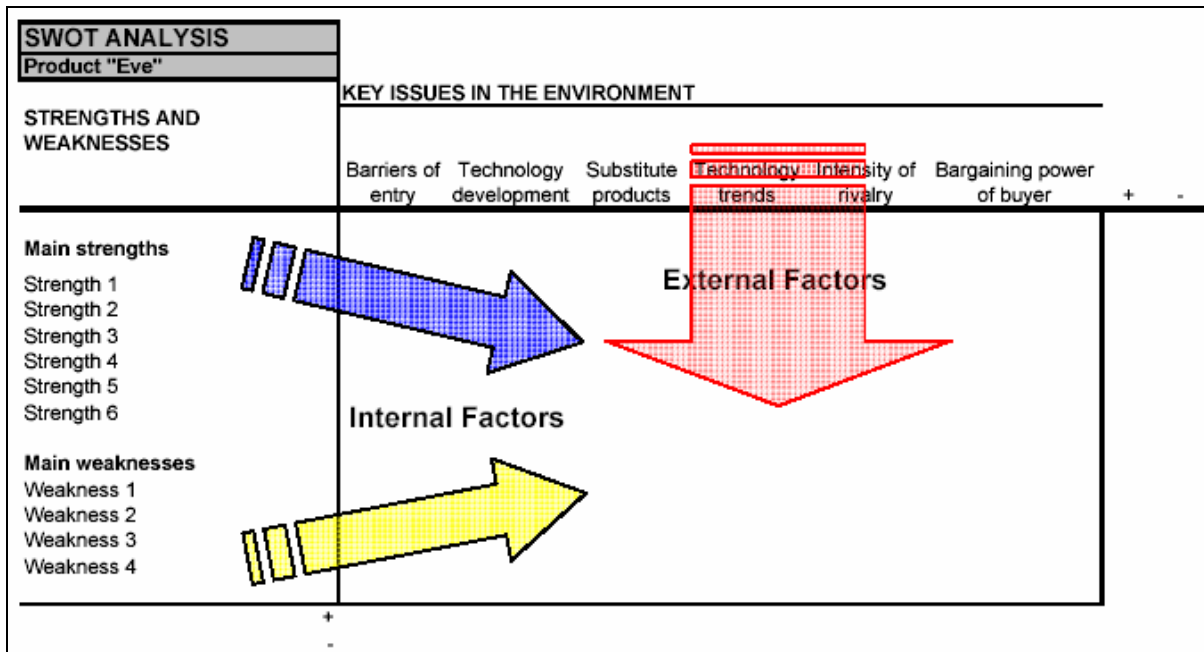 SWOT ANALYSIS
Product "Eve"
KEY ISSUES IN THE ENVIRONMENT
STRENGTHS AND
WEAKNESSES
Barriers of Technology Substitute Technology Intensity of Bargaining power
entry development products trends rivalry of buyer + -
Main strengths
Strength 1
External Factors
Strength 2
Strength 3
Strength 4
Strength 5
Strength 6
Internal Factors
Main weaknesses
Weakness 1
Weakness 2
Weakness 3
Weakness 4
+
-